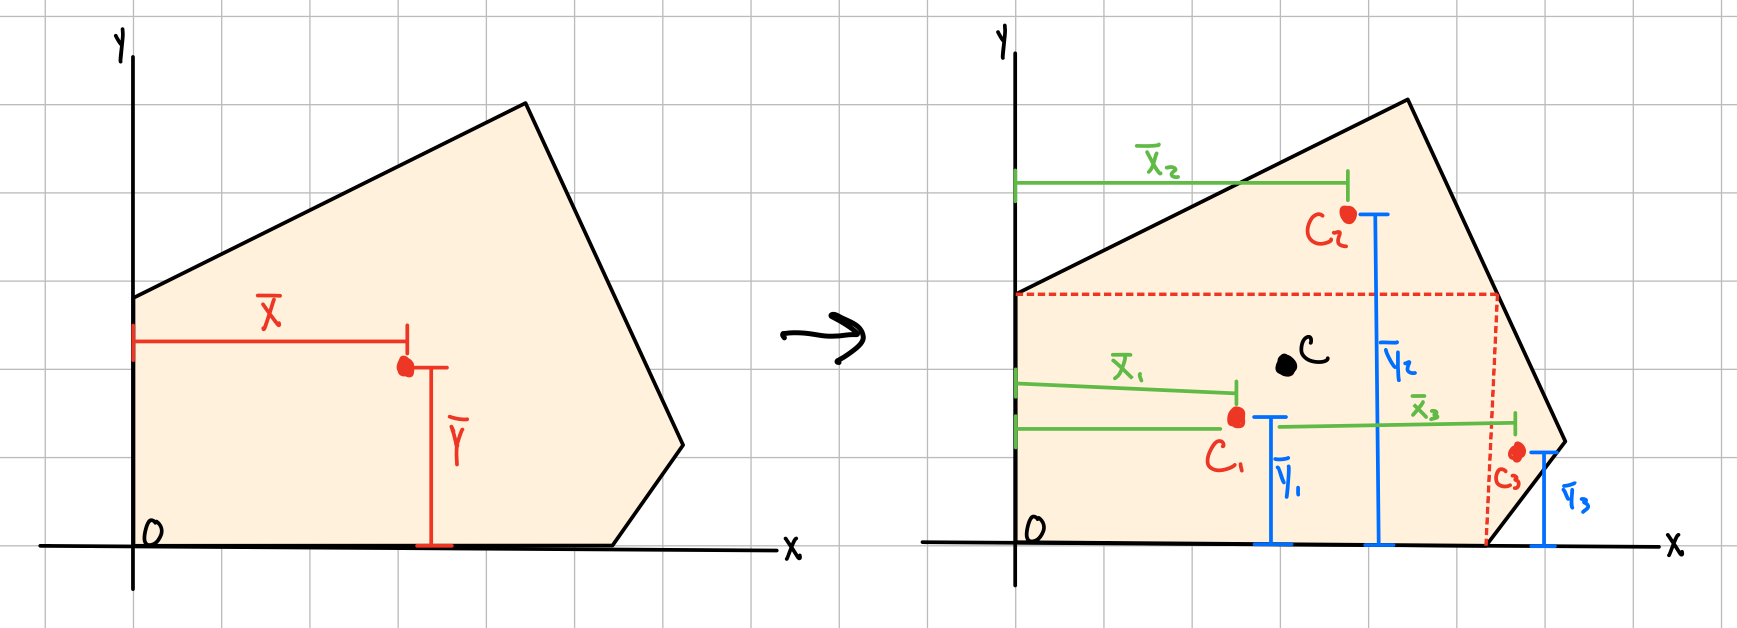 Y
X̄
Ȳ
O
X
Y
X̄₂
C₂
C
Ȳ₂
X̄₁
X̄₃
C₁
Ȳ₁
C₃
Ȳ₃
O
X